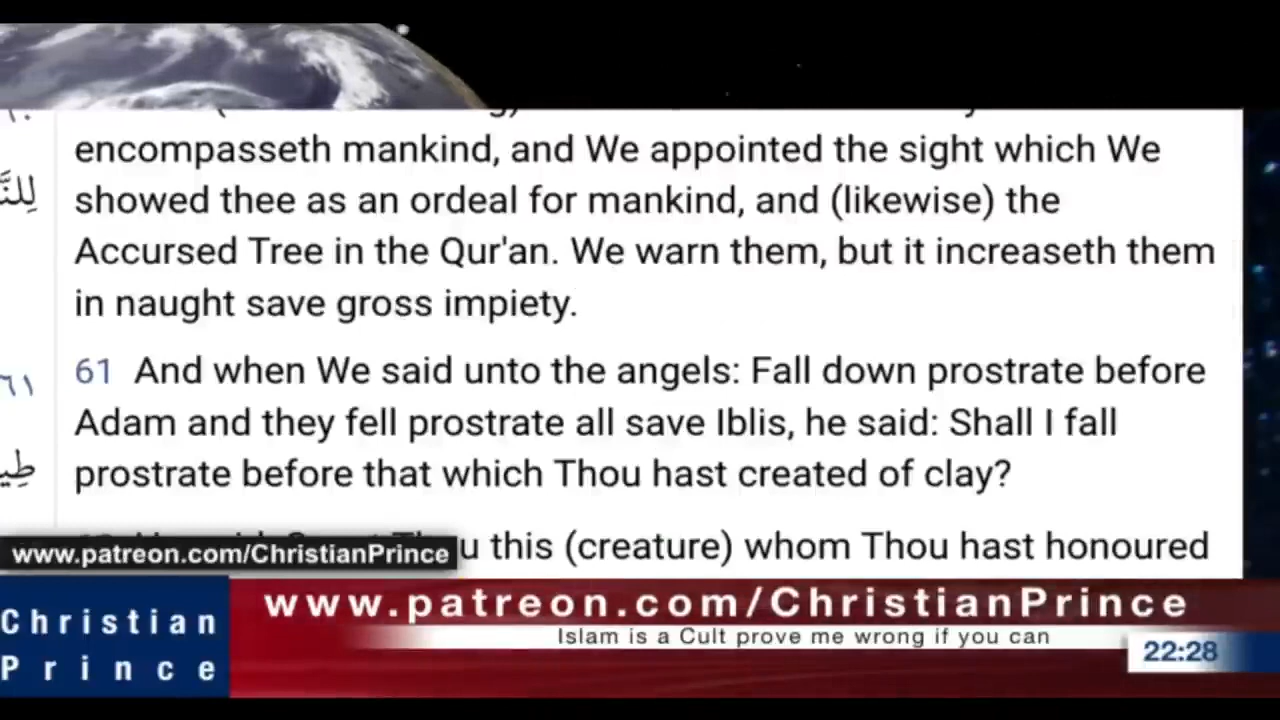 encompasseth mankind, and We appointed the sight which We
للنَّ
showed thee as an ordeal for mankind, and (likewise) the
Accursed Tree in the Qur'an. We warn them, but it increaseth them
in naught save gross impiety.
٦١
61 And when We said unto the angels: Fall down prostrate before
Adam and they fell prostrate all save Iblis, he said: Shall I fall
prostrate before that which Thou hast created of clay?
this (creature) whom Thou hast honoured
www.patreon.com/ChristianPrince
www.patreon.com/ChristianPrince
Christian
Prince
Islam is a Cult prove me wrong if you can
22:28